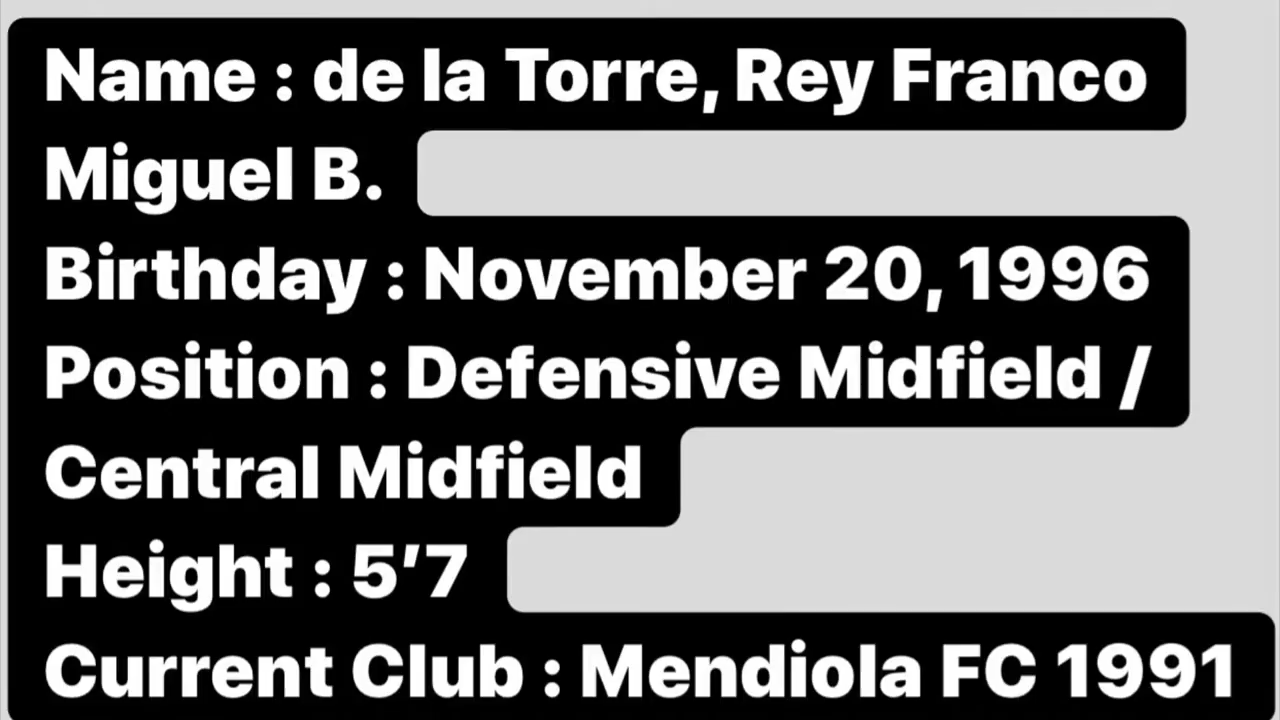 Name : de la Torre, Rey Franco
Miguel B.
Birthday : November 20, 1996
Position : Defensive Midfield /
Central Midfield
Height : 5’7
Current Club : Mendiola FC 1991